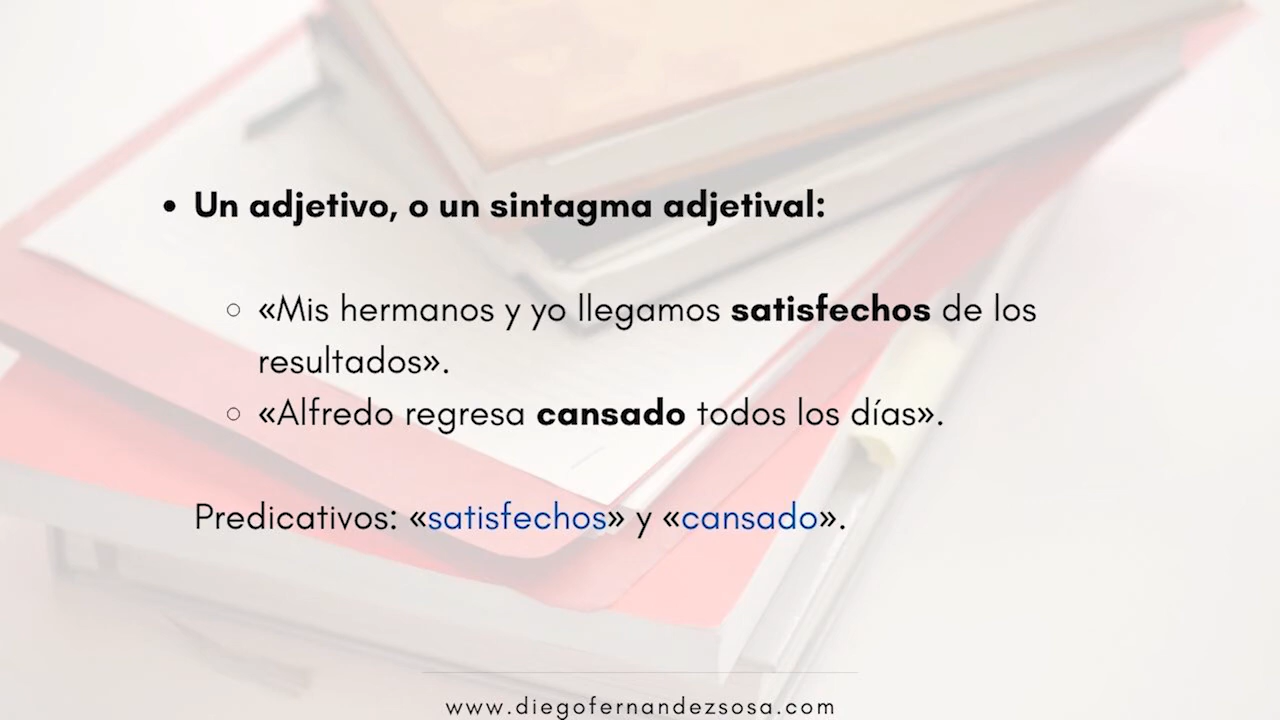 • Un adjetivo, o un sintagma adjetival:
○ «Mis hermanos y yo llegamos satisfechos de los
resultados».
○ «Alfredo regresa cansado todos los días».
Predicativos: «satisfechos» y «cansado».
www.diegofernandezsosa.com